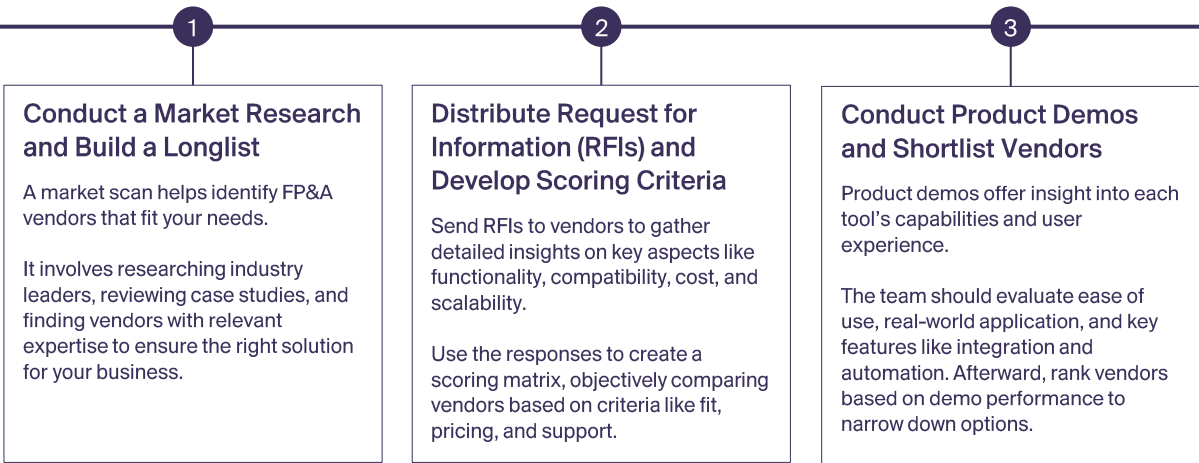 1
Conduct a Market Research
and Build a Longlist
A market scan helps identify FP&A
vendors that fit your needs.
It involves researching industry
leaders, reviewing case studies, and
finding vendors with relevant
expertise to ensure the right solution
for your business.
2
Distribute Request for
Information (RFIs) and
Develop Scoring Criteria
Send RFIs to vendors to gather
detailed insights on key aspects like
functionality, compatibility, cost, and
scalability.
Use the responses to create a
scoring matrix, objectively comparing
vendors based on criteria like fit,
pricing, and support.
3
Conduct Product Demos
and Shortlist Vendors
Product demos offer insight into each
tool’s capabilities and user
experience.
The team should evaluate ease of
use, real-world application, and key
features like integration and
automation. Afterward, rank vendors
based on demo performance to
narrow down options.